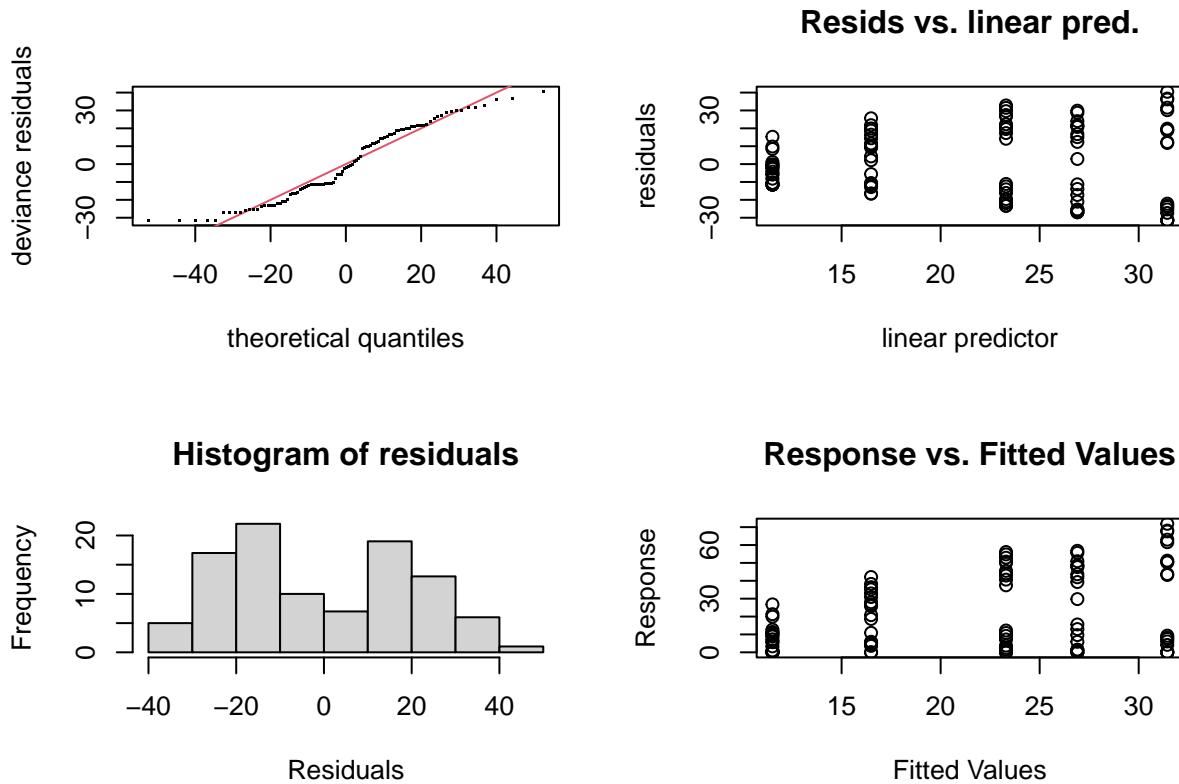 deviance residuals
30
0
−30
−40
−20
0
20
40
theoretical quantiles
Resids vs. linear pred.
residuals
30
0
−30
15
20
25
30
linear predictor
Histogram of residuals
Frequency
20
10
0
−40
−20
0
20
40
Residuals
Response vs. Fitted Values
Response
60
30
0
15
20
25
30
Fitted Values